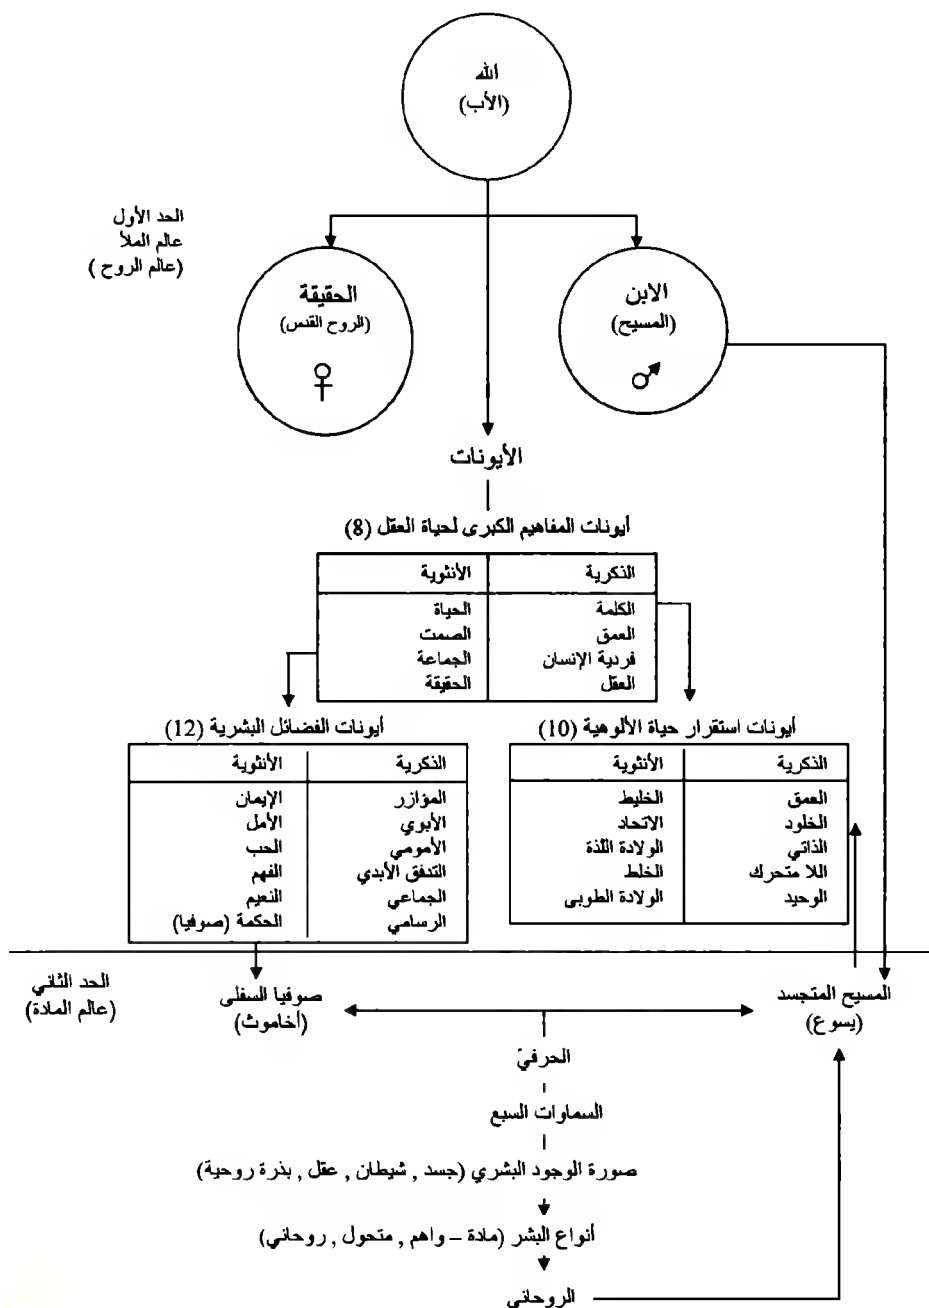 الله
(الأب)
الحد الأول
عالم الملأ
(عالم الروح )
الابن
(المسيح)
♂
الحقيقة
(الروح القدس)
♀
الأيونات
أيونات المفاهيم الكبرى لحياة العقل (8)
الذكرية الأنثوية
الكلمة الحياة
العمق الصمت
فردية الإنسان الجماعة
العقل الحقيقة
أيونات استقرار حياة الألوهية (10)
الذكرية الأنثوية
العمق الخليط
الخلود الاتحاد
الذاتي الولادة اللذة
اللا متحرك الخلط
الوحيد الولادة الطوبى
أيونات الفضائل البشرية (12)
الذكرية الأنثوية
المؤازر الإيمان
الأبوي الأمل
الأمومي الحب
التدفق الأبدي الفهم
الجماعي النعيم
الرسامي الحكمة (صوفيا)
الحد الثاني
(عالم المادة)
المسيح المتجسد
(يسوع)
صوفيا السفلى
(أخاموث)
الحرفيّ
السماوات السبع
صورة الوجود البشري (جسد , شيطان , عقل , بذرة روحية)
أنواع البشر (مادة – واهم , متحول , روحاني)
الروحاني